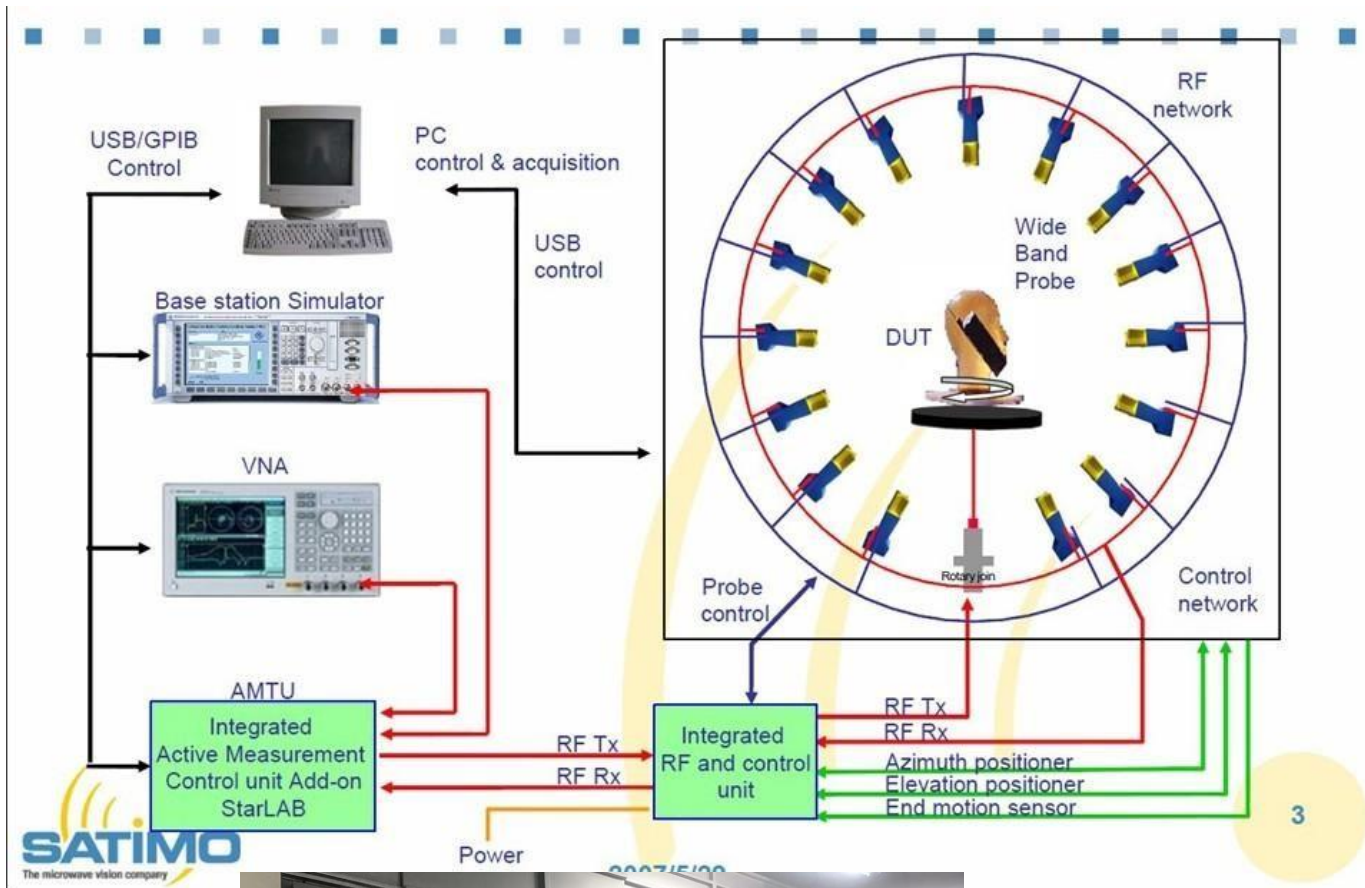 RF
network
USB/GPIB
Control
PC
control & acquisition
USB
control
Wide
Band
Probe
Base station Simulator
DUT
VNA
Rotary join
Probe
control
Control
network
AMTU
Integrated
Active Measurement
Control unit Add-on
StarLAB
RF Tx
RF Rx
Integrated
RF and control
unit
RF Tx
RF Rx
Azimuth positioner
Elevation positioner
End motion sensor
Power
SATIMO
The microwave vision company
3